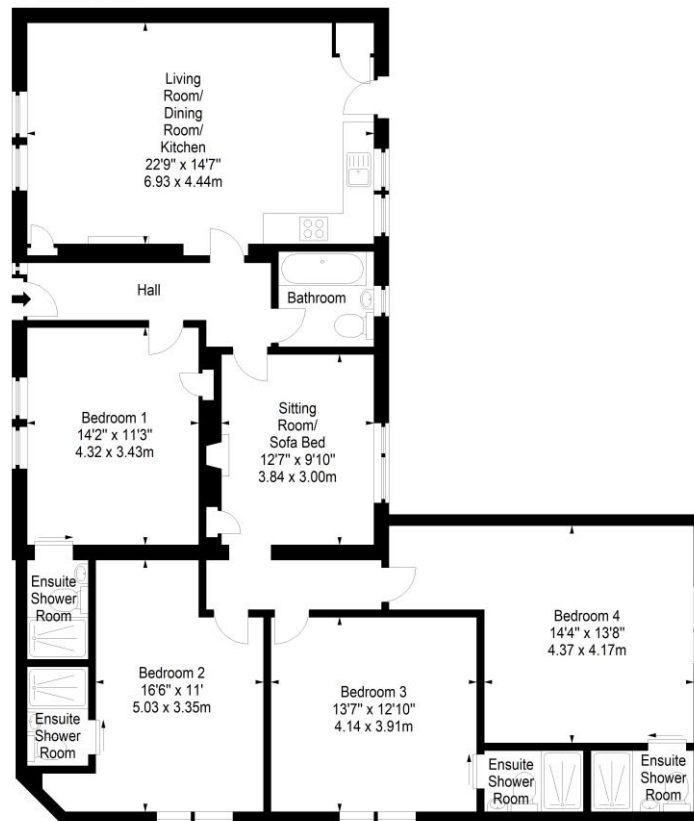 Living
Room/
Dining
Room/
Kitchen
22'9" x 14'7"
6.93 x 4.44m
Hall
Bathroom
Bedroom 1
14'2" x 11'3"
4.32 x 3.43m
Sitting
Room/
Sofa Bed
12'7" x 9'10"
3.84 x 3.00m
Ensuite
Shower
Room
Bedroom 4
14'4" x 13'8"
4.37 x 4.17m
Bedroom 2
16'6" x 11'
5.03 x 3.35m
Bedroom 3
13'7" x 12'10"
4.14 x 3.91m
Ensuite
Shower
Room
Ensuite
Shower
Room
Ensuite
Shower
Room